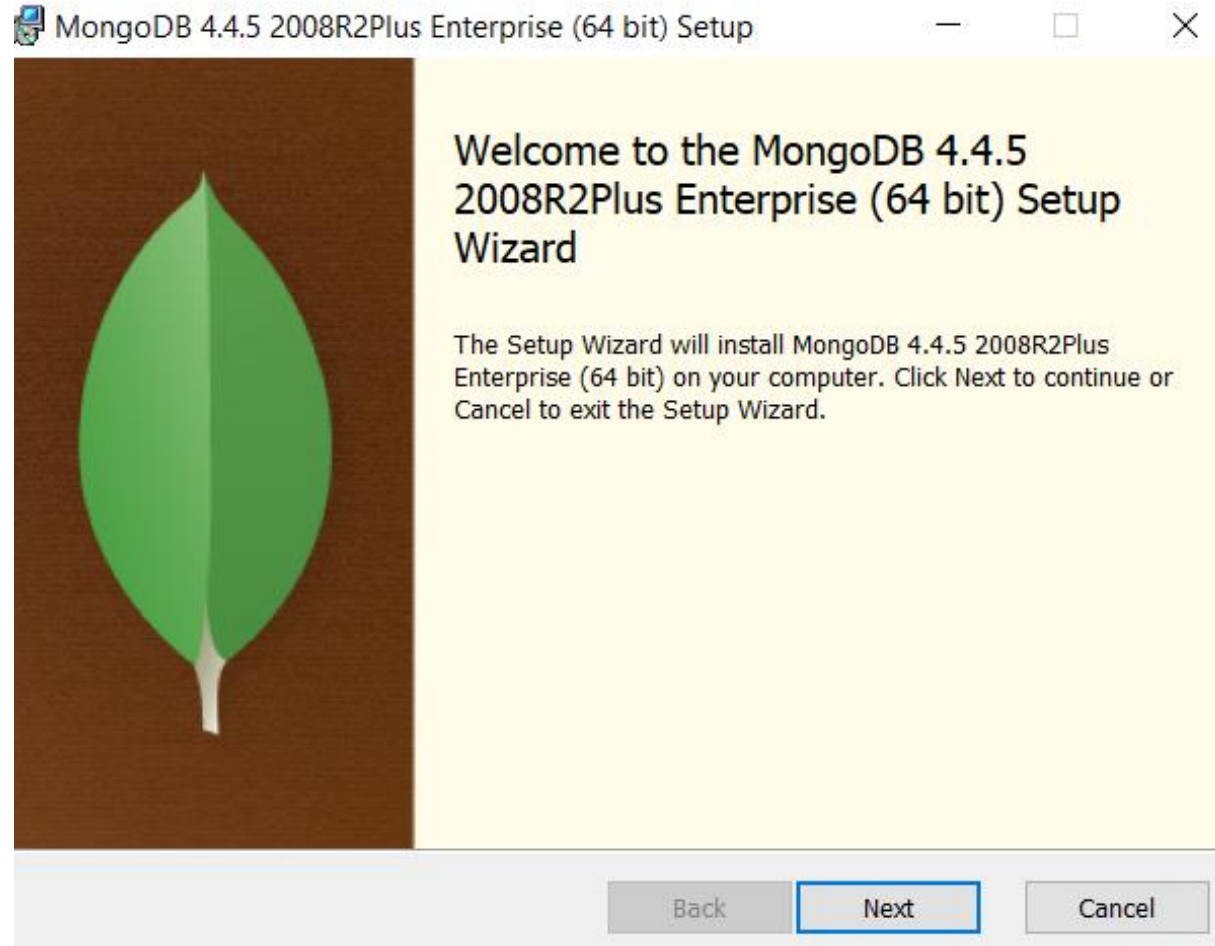 MongoDB 4.4.5 2008R2Plus Enterprise (64 bit) Setup
Welcome to the MongoDB 4.4.5
2008R2Plus Enterprise (64 bit) Setup
Wizard
The Setup Wizard will install MongoDB 4.4.5 2008R2Plus
Enterprise (64 bit) on your computer. Click Next to continue or
Cancel to exit the Setup Wizard.
Back Next Cancel